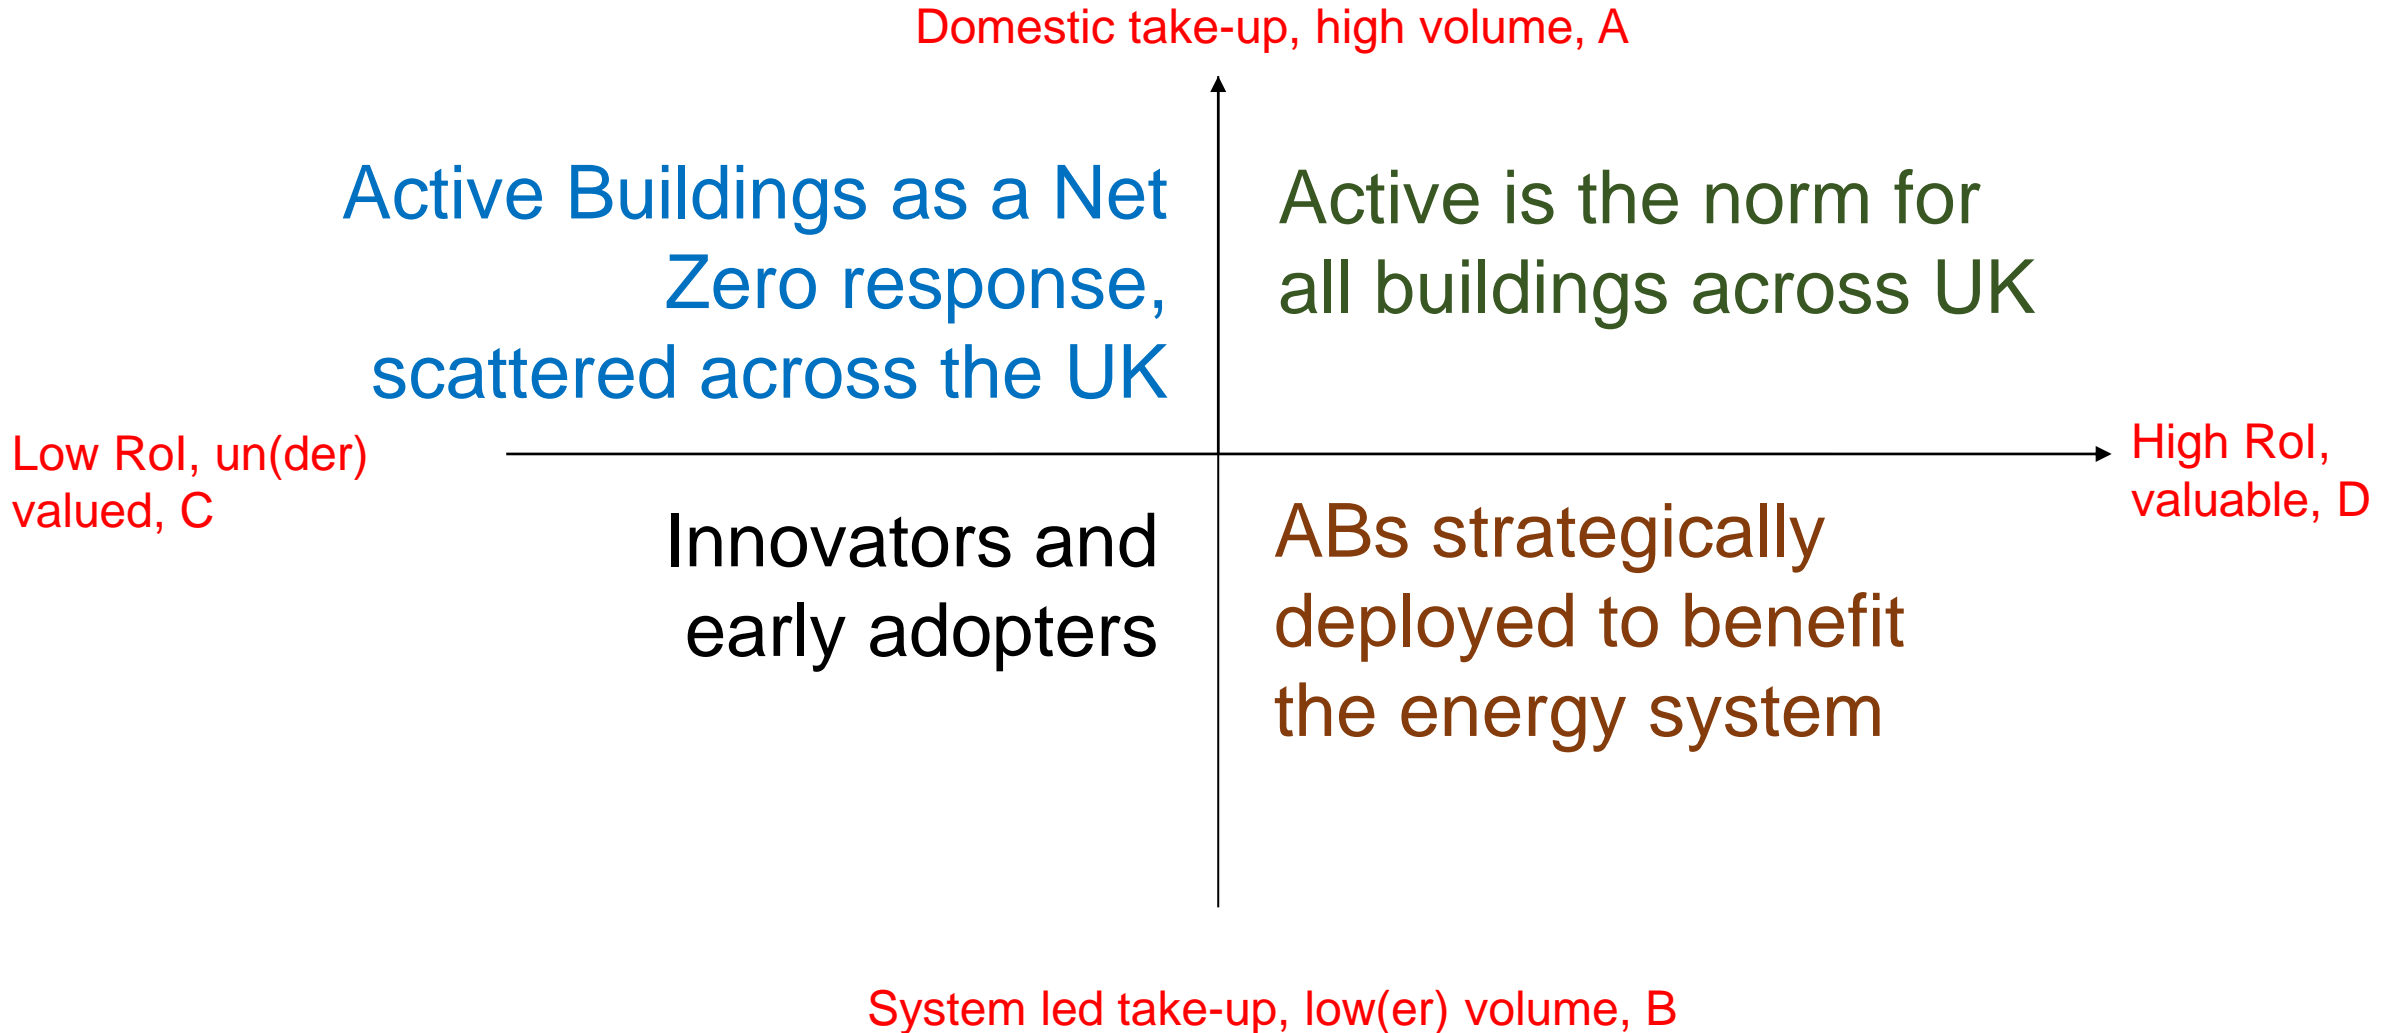 Domestic take-up, high volume, A
Active Buildings as a Net
Zero response,
scattered across the UK
Active is the norm for
all buildings across UK
Low RoI, un(der)
valued, C
High RoI,
valuable, D
Innovators and
early adopters
ABs strategically
deployed to benefit
the energy system
System led take-up, low(er) volume, B